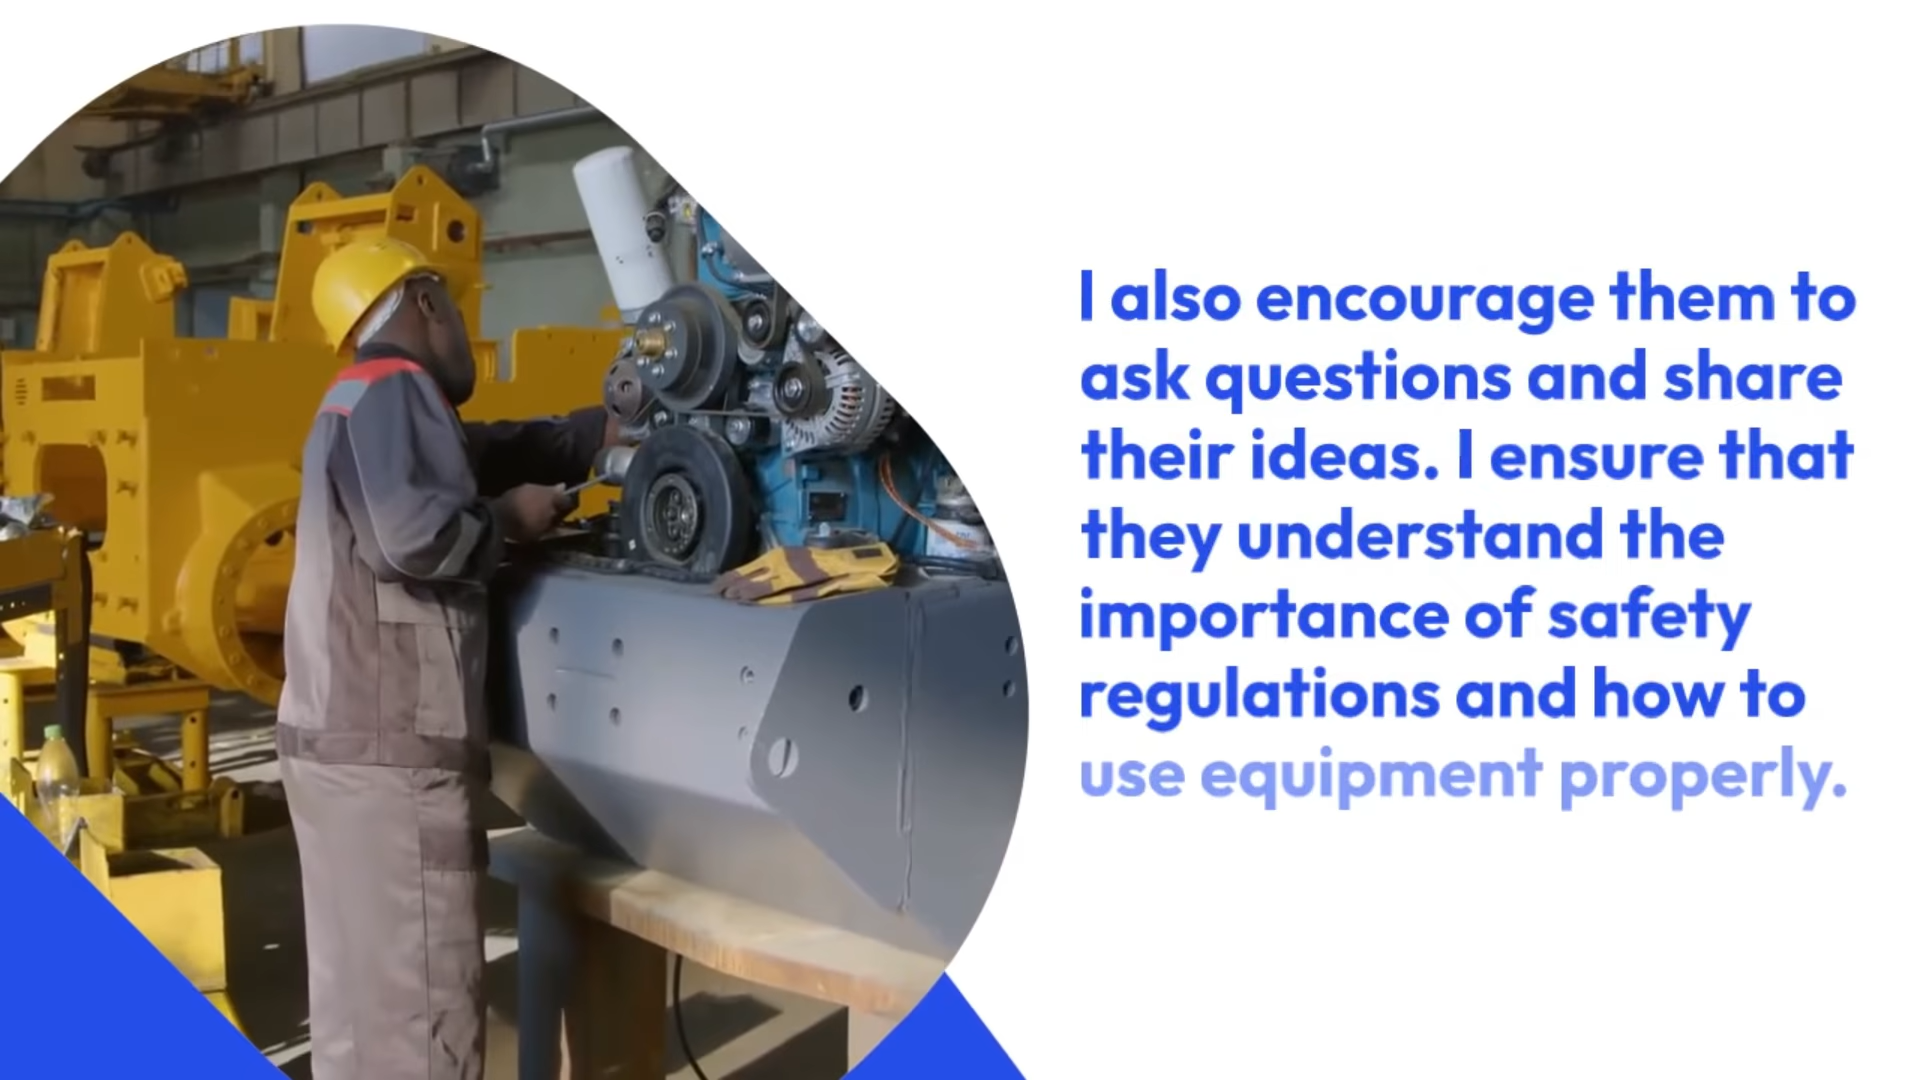 I also encourage them to
ask questions and share
their ideas. I ensure that
they understand the
importance of safety
regulations and how to
use equipment properly.